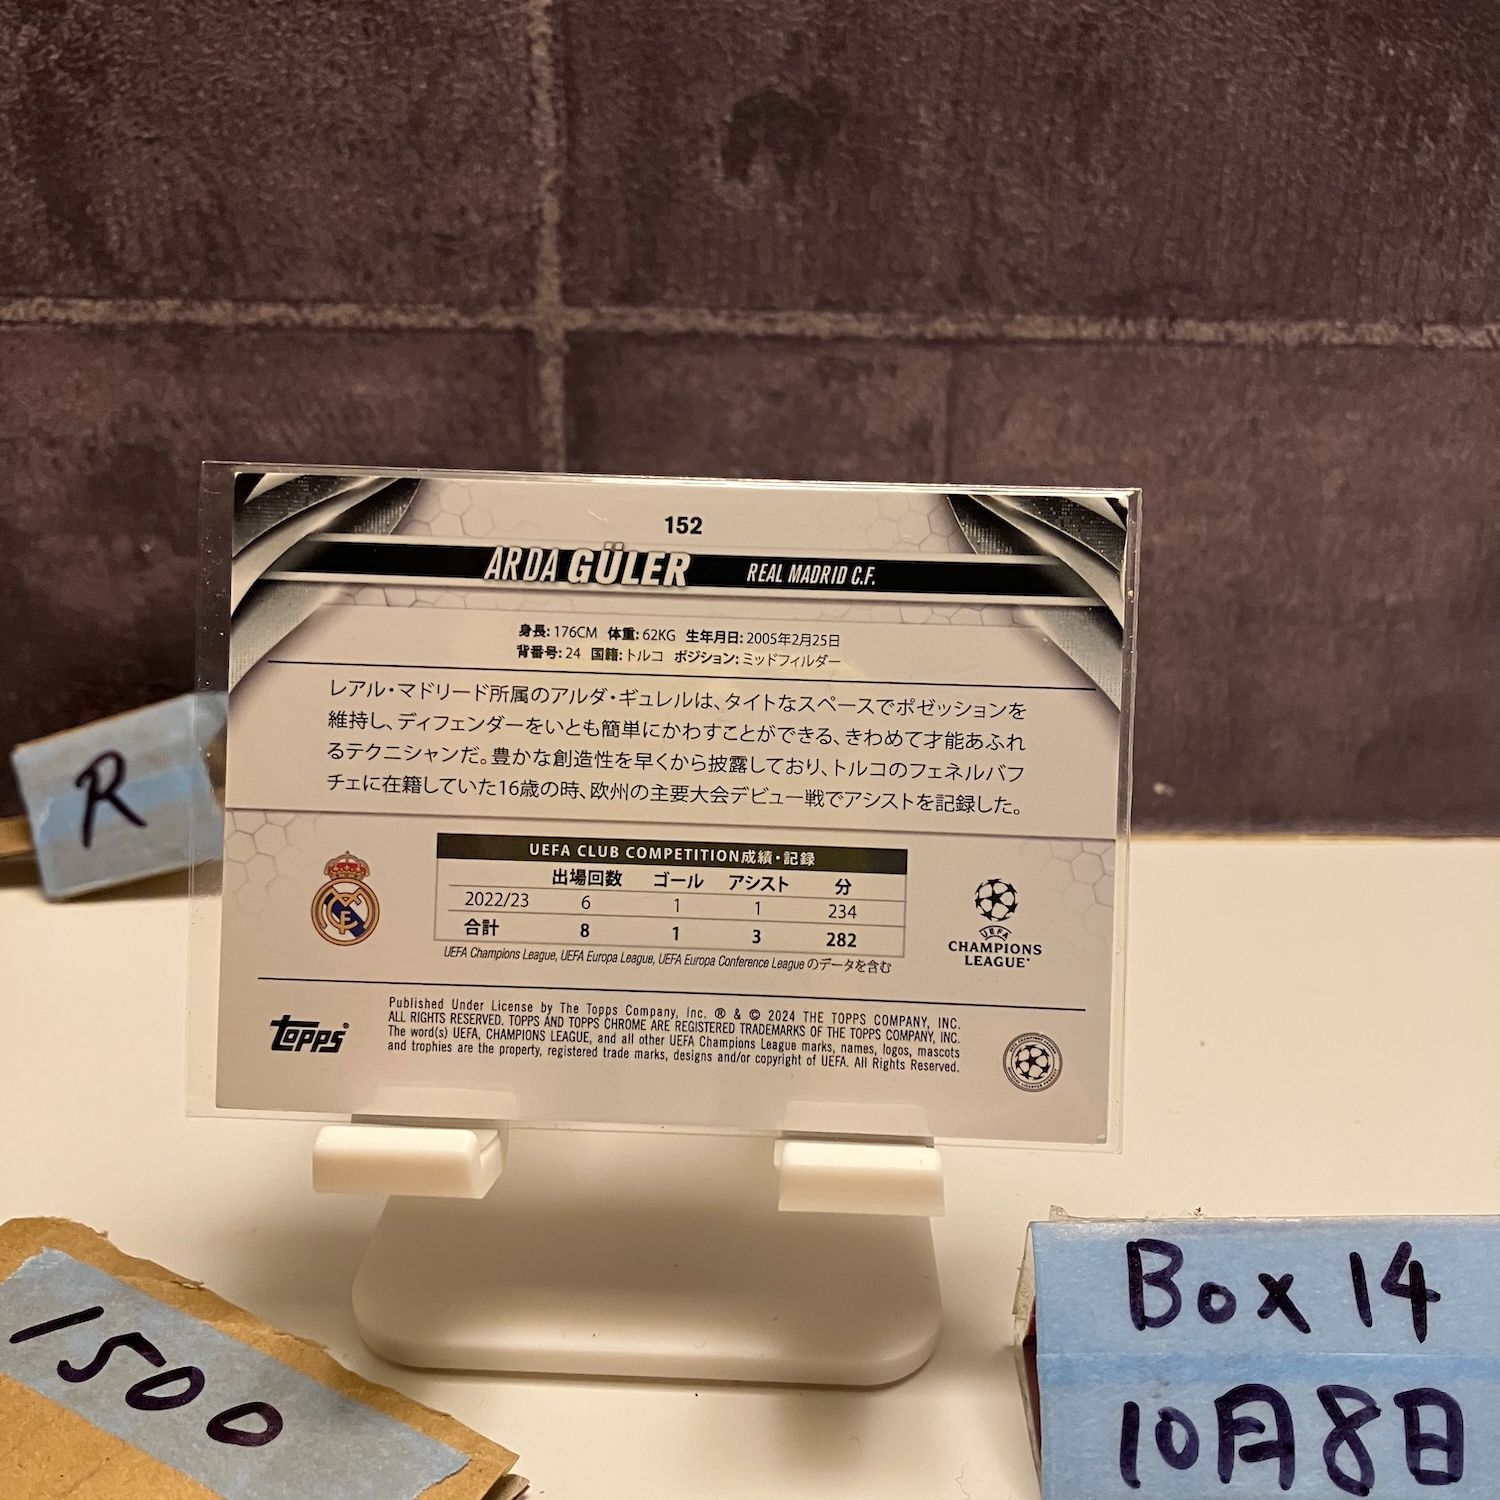 152
ARDA GÜLER REAL MADRID C.F.
身長: 176CM 体重: 62KG 生年月日: 2005年2月25日
背番号: 24 国籍: トルコ ポジション: ミッドフィルダー
レアル・マドリード所属のアルダ・ギュレルは、タイトなスペースでポゼッションを
維持し、ディフェンダーをいとも簡単にかわすことができる、きわめて才能あふれ
るテクニシャンだ。豊かな創造性を早くから披露しており、トルコのフェネルバフ
チェに在籍していた16歳の時、欧州の主要大会デビュー戦でアシストを記録した。
UEFA CLUB COMPETITION成績・記録
出場回数 ゴール アシスト 分
2022/23 6 1 1 234
合計 8 1 3 282
UEFA Champions League, UEFA Europa League, UEFA Europa Conference League のデータを含む
UEFA
CHAMPIONS
LEAGUE
topps
Published Under License by The Topps Company, Inc. ® & © 2024 THE TOPPS COMPANY, INC.
ALL RIGHTS RESERVED. TOPPS AND TOPPS CHROME ARE REGISTERED TRADEMARKS OF THE TOPPS COMPANY, INC.
The word(s) UEFA, CHAMPIONS LEAGUE, and all other UEFA Champions League marks, names, logos, mascots
and trophies are the property, registered trade marks, designs and/or copyright of UEFA. All Rights Reserved.
R
1500
Box 14
10月8日